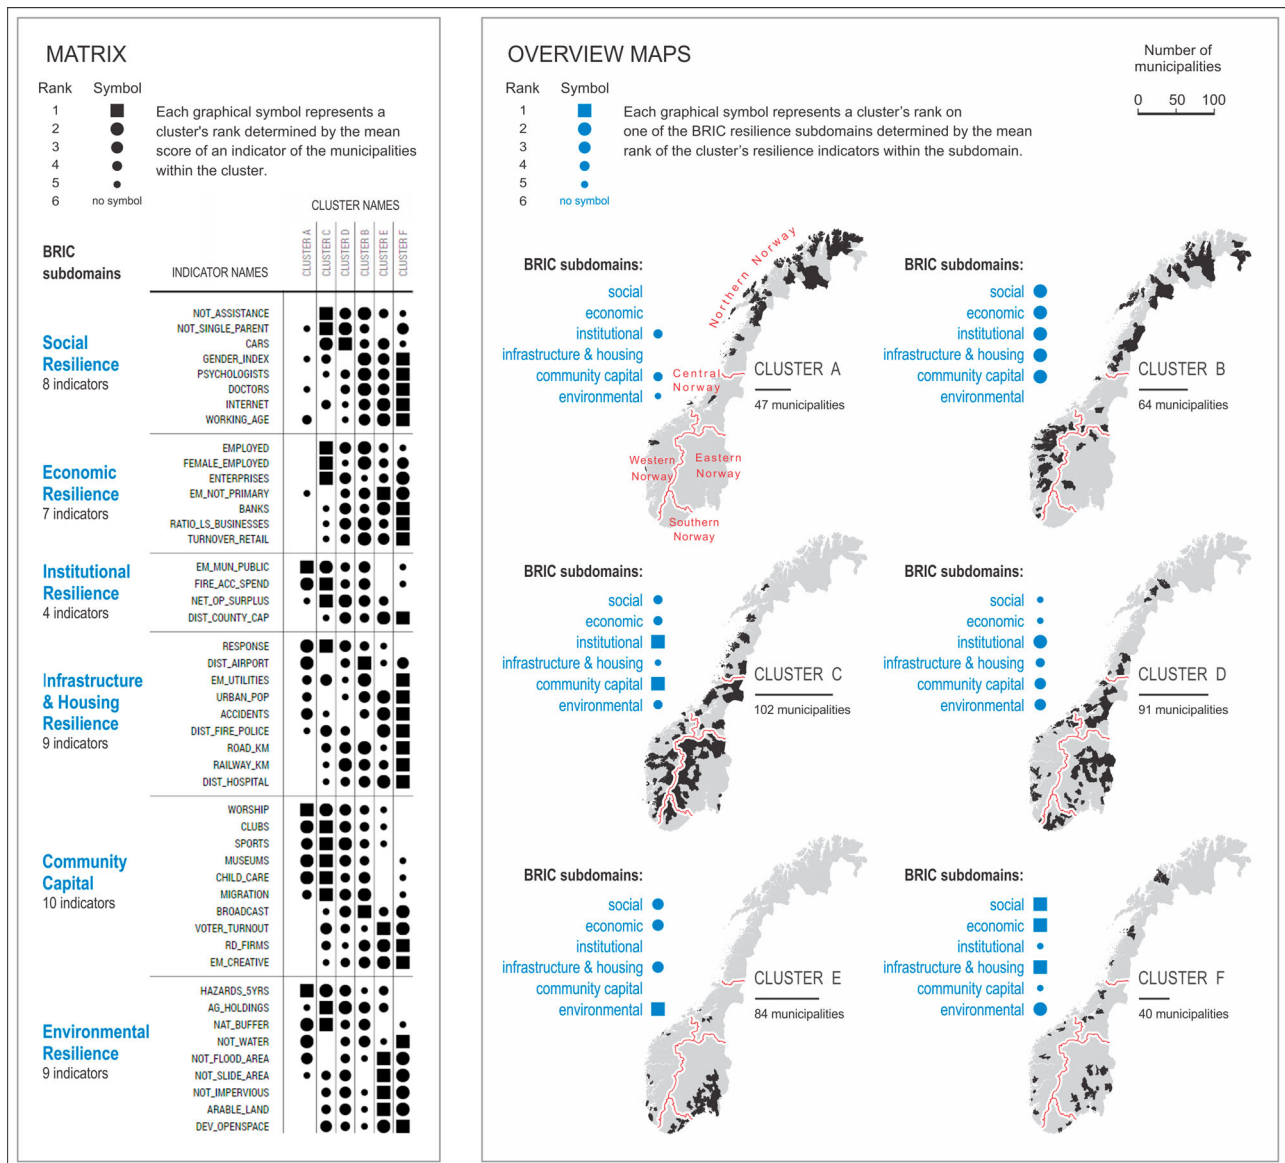 MATRIX
Rank Symbol
1
2
3
4
5
6 no symbol
Each graphical symbol represents a
cluster's rank determined by the mean
score of an indicator of the municipalities
within the cluster.
CLUSTER NAMES
BRIC
subdomains
INDICATOR NAMES
CLUSTER A
CLUSTER C
CLUSTER D
CLUSTER B
CLUSTER E
CLUSTER F
Social
Resilience
8 indicators
NOT_ASSISTANCE
NOT_SINGLE_PARENT
CARS
GENDER_INDEX
PSYCHOLOGISTS
DOCTORS
INTERNET
WORKING_AGE
Economic
Resilience
7 indicators
EMPLOYED
FEMALE_EMPLOYED
ENTERPRISES
EM_NOT_PRIMARY
BANKS
RATIO_LS_BUSINESSES
TURNOVER_RETAIL
Institutional
Resilience
4 indicators
EM_MUN_PUBLIC
FIRE_ACC_SPEND
NET_OP_SURPLUS
DIST_COUNTY_CAP
Infrastructure
& Housing
Resilience
9 indicators
RESPONSE
DIST_AIRPORT
EM_UTILITIES
URBAN_POP
ACCIDENTS
DIST_FIRE_POLICE
ROAD_KM
RAILWAY_KM
DIST_HOSPITAL
Community
Capital
10 indicators
WORSHIP
CLUBS
SPORTS
MUSEUMS
CHILD_CARE
MIGRATION
BROADCAST
VOTER_TURNOUT
RD_FIRMS
EM_CREATIVE
Environmental
Resilience
9 indicators
HAZARDS_5YRS
AG_HOLDINGS
NAT_BUFFER
NOT_WATER
NOT_FLOOD_AREA
NOT_SLIDE_AREA
NOT_IMPERVIOUS
ARABLE_LAND
DEV_OPENSPACE
OVERVIEW MAPS
Rank Symbol
1
2
3
4
5
6 no symbol
Each graphical symbol represents a cluster's rank on
one of the BRIC resilience subdomains determined by the mean
rank of the cluster's resilience indicators within the subdomain.
Number of
municipalities
0 50 100
BRIC subdomains:
social
economic
institutional
infrastructure & housing
community capital
environmental
Northern Norway
Central
Norway
Western
Norway
Eastern
Norway
Southern
Norway
CLUSTER A
47 municipalities
BRIC subdomains:
social
economic
institutional
infrastructure & housing
community capital
environmental
CLUSTER B
64 municipalities
BRIC subdomains:
social
economic
institutional
infrastructure & housing
community capital
environmental
CLUSTER C
102 municipalities
BRIC subdomains:
social
economic
institutional
infrastructure & housing
community capital
environmental
CLUSTER D
91 municipalities
BRIC subdomains:
social
economic
institutional
infrastructure & housing
community capital
environmental
CLUSTER E
84 municipalities
BRIC subdomains:
social
economic
institutional
infrastructure & housing
community capital
environmental
CLUSTER F
40 municipalities